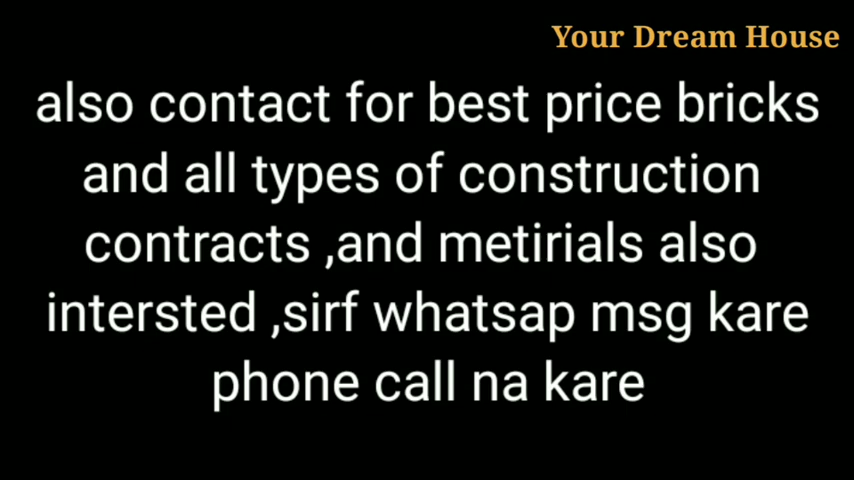 Your Dream House
also contact for best price bricks
and all types of construction
contracts ,and metirials also
intersted ,sirf whatsap msg kare
phone call na kare